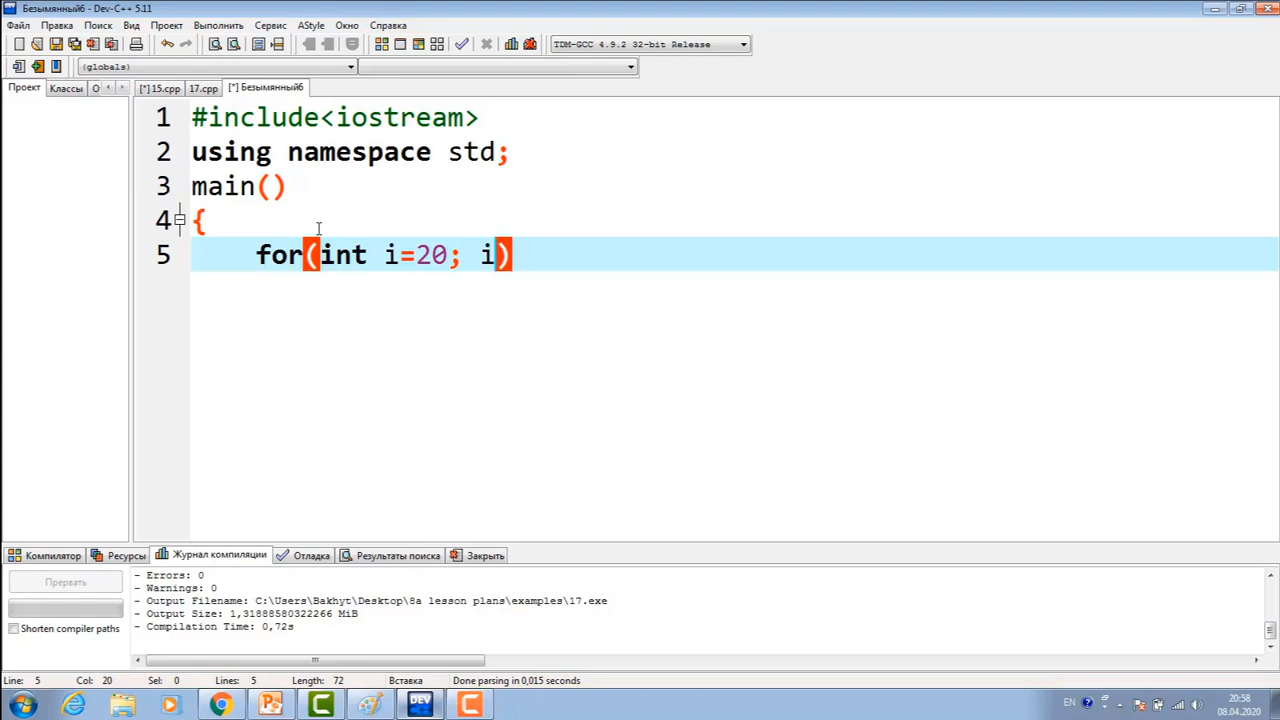 Безымянный6 - Dev-C++ 5.11
Файл Правка Поиск Вид Проект Выполнить Сервис AStyle Окно Справка
TDM-GCC 4.9.2 32-bit Release
(globals)
Проект Классы О [*] 15.cpp 17.cpp [*] Безымянный6
1 #include<iostream>
2 using namespace std;
3 main()
4 {
5 for(int i=20; i)
Компилятор Ресурсы Журнал компиляции Отладка Результаты поиска Закрыть
Прервать
Shorten compiler paths
- Errors: 0
- Warnings: 0
- Output Filename: C:\Users\Bakhyt\Desktop\8a lesson plans\examples\17.exe
- Output Size: 1,31888580322266 MiB
- Compilation Time: 0,72s
Line: 5 Col: 20 Sel: 0 Lines: 5 Length: 72 Вставка Done parsing in 0,015 seconds
DEV
EN
20:58
08.04.2020